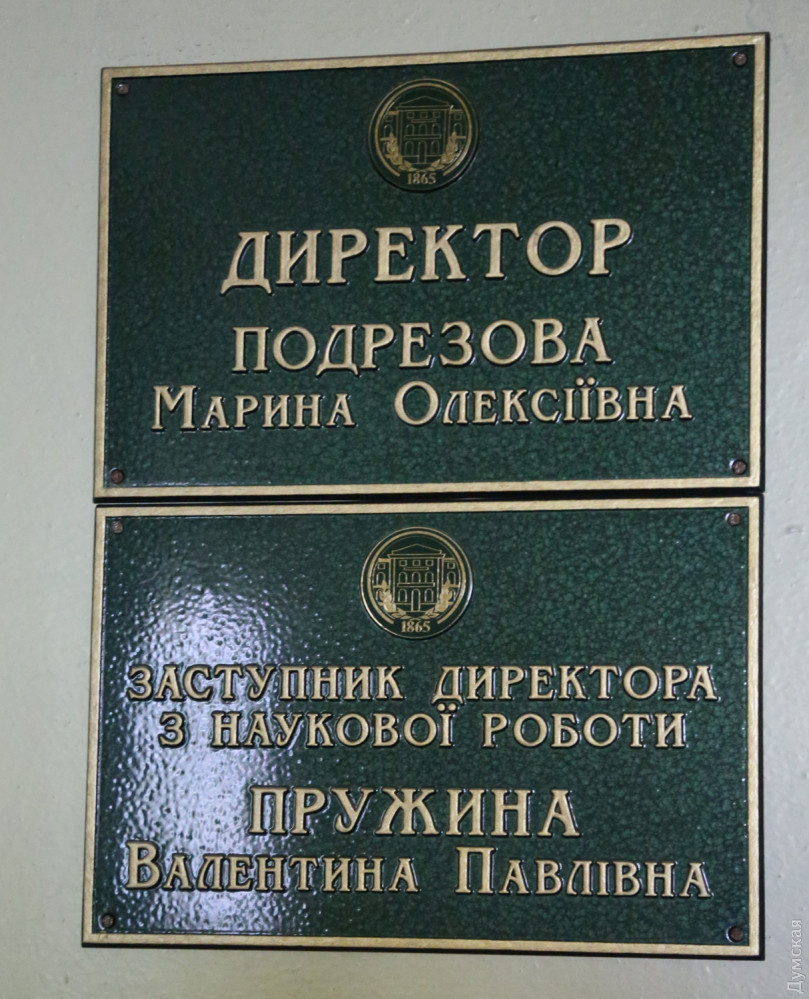 1865
ДИРЕКТОР
ПОДРЕЗОВА
МАРИНА ОЛЕКСІЇВНА
1865
ЗАСТУПНИК ДИРЕКТОРА
З НАУКОВОЇ РОБОТИ
ПРУЖИНА
ВАЛЕНТИНА ПАВЛІВНА
Думская